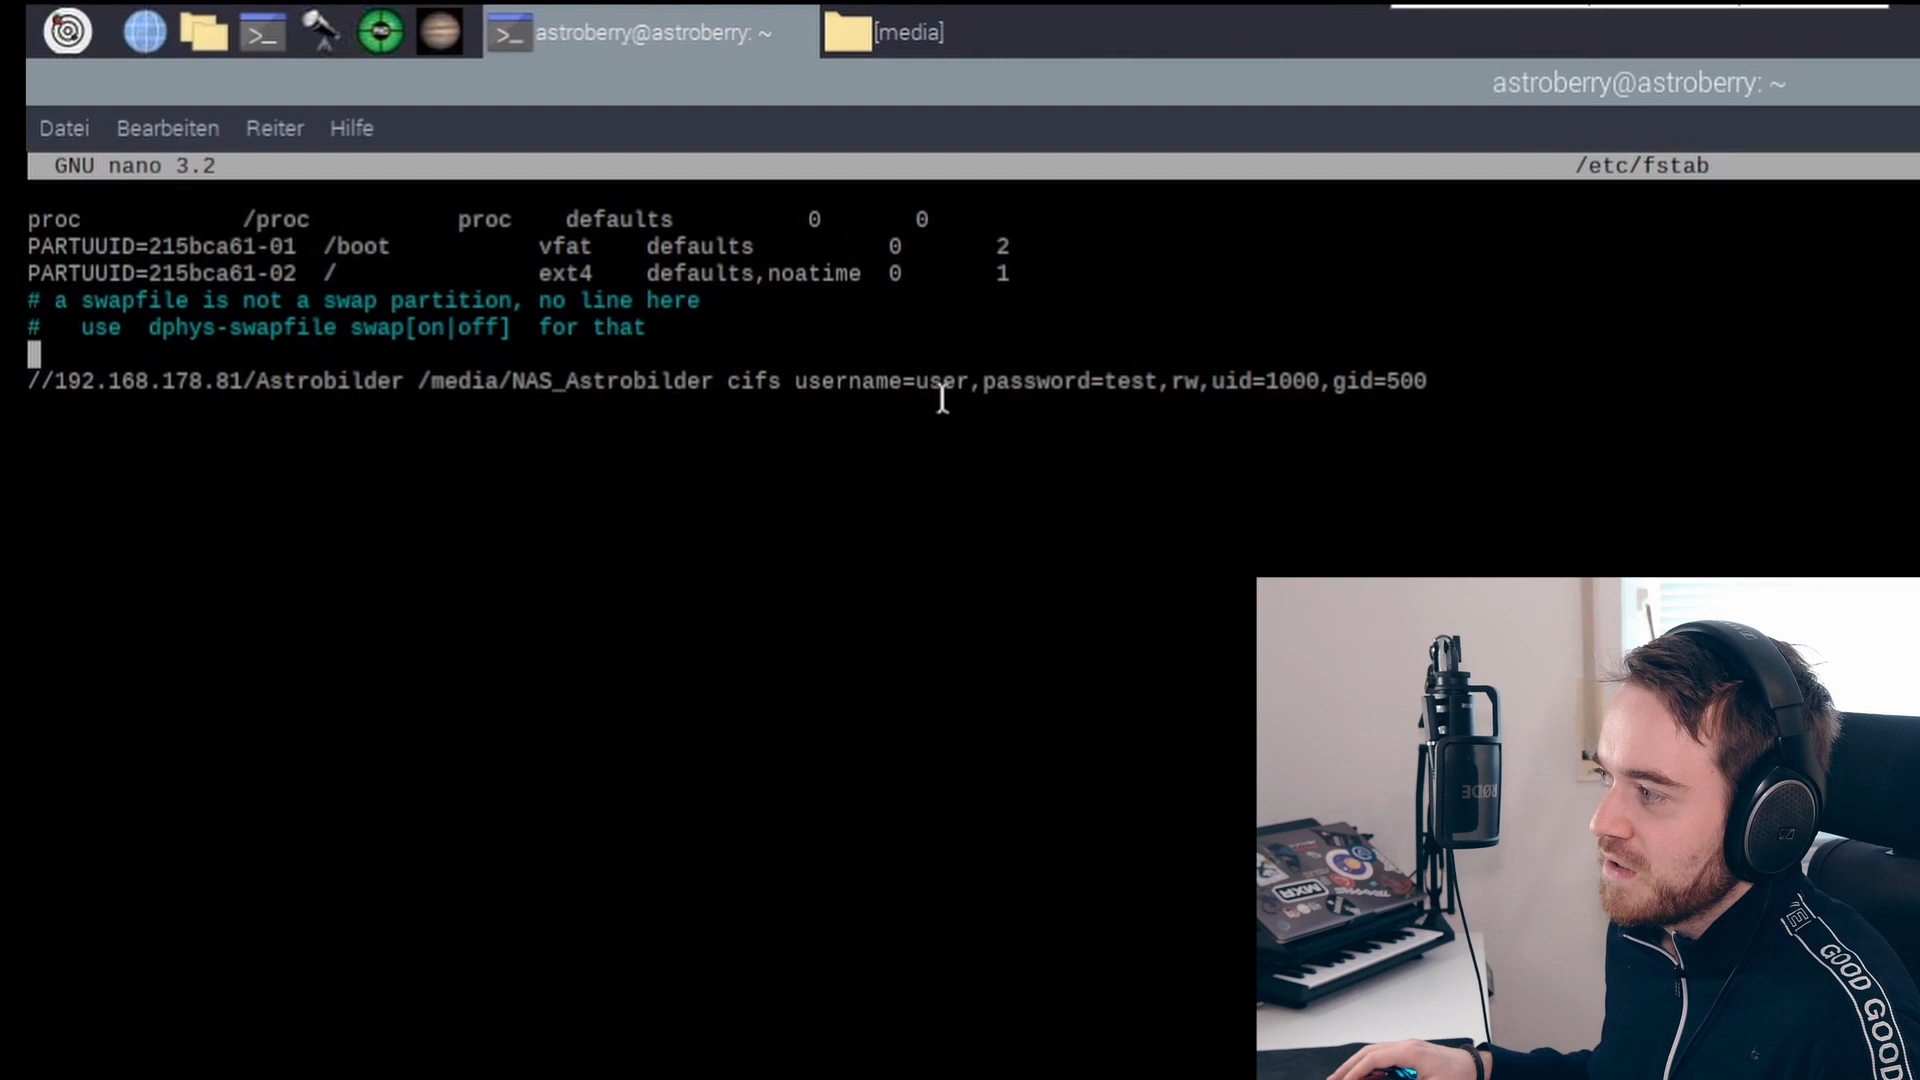 astroberry@astroberry: ~ [media]
astroberry@astroberry: ~
Datei Bearbeiten Reiter Hilfe
GNU nano 3.2 /etc/fstab
proc /proc proc defaults 0 0
PARTUUID=215bca61-01 /boot vfat defaults 0 2
PARTUUID=215bca61-02 / ext4 defaults,noatime 0 1
# a swapfile is not a swap partition, no line here
#   use  dphys-swapfile swap[on|off]  for that
//192.168.178.81/Astrobilder /media/NAS_Astrobilder cifs username=user,password=test,rw,uid=1000,gid=500
RØDE
MXR
GOOD GOOD